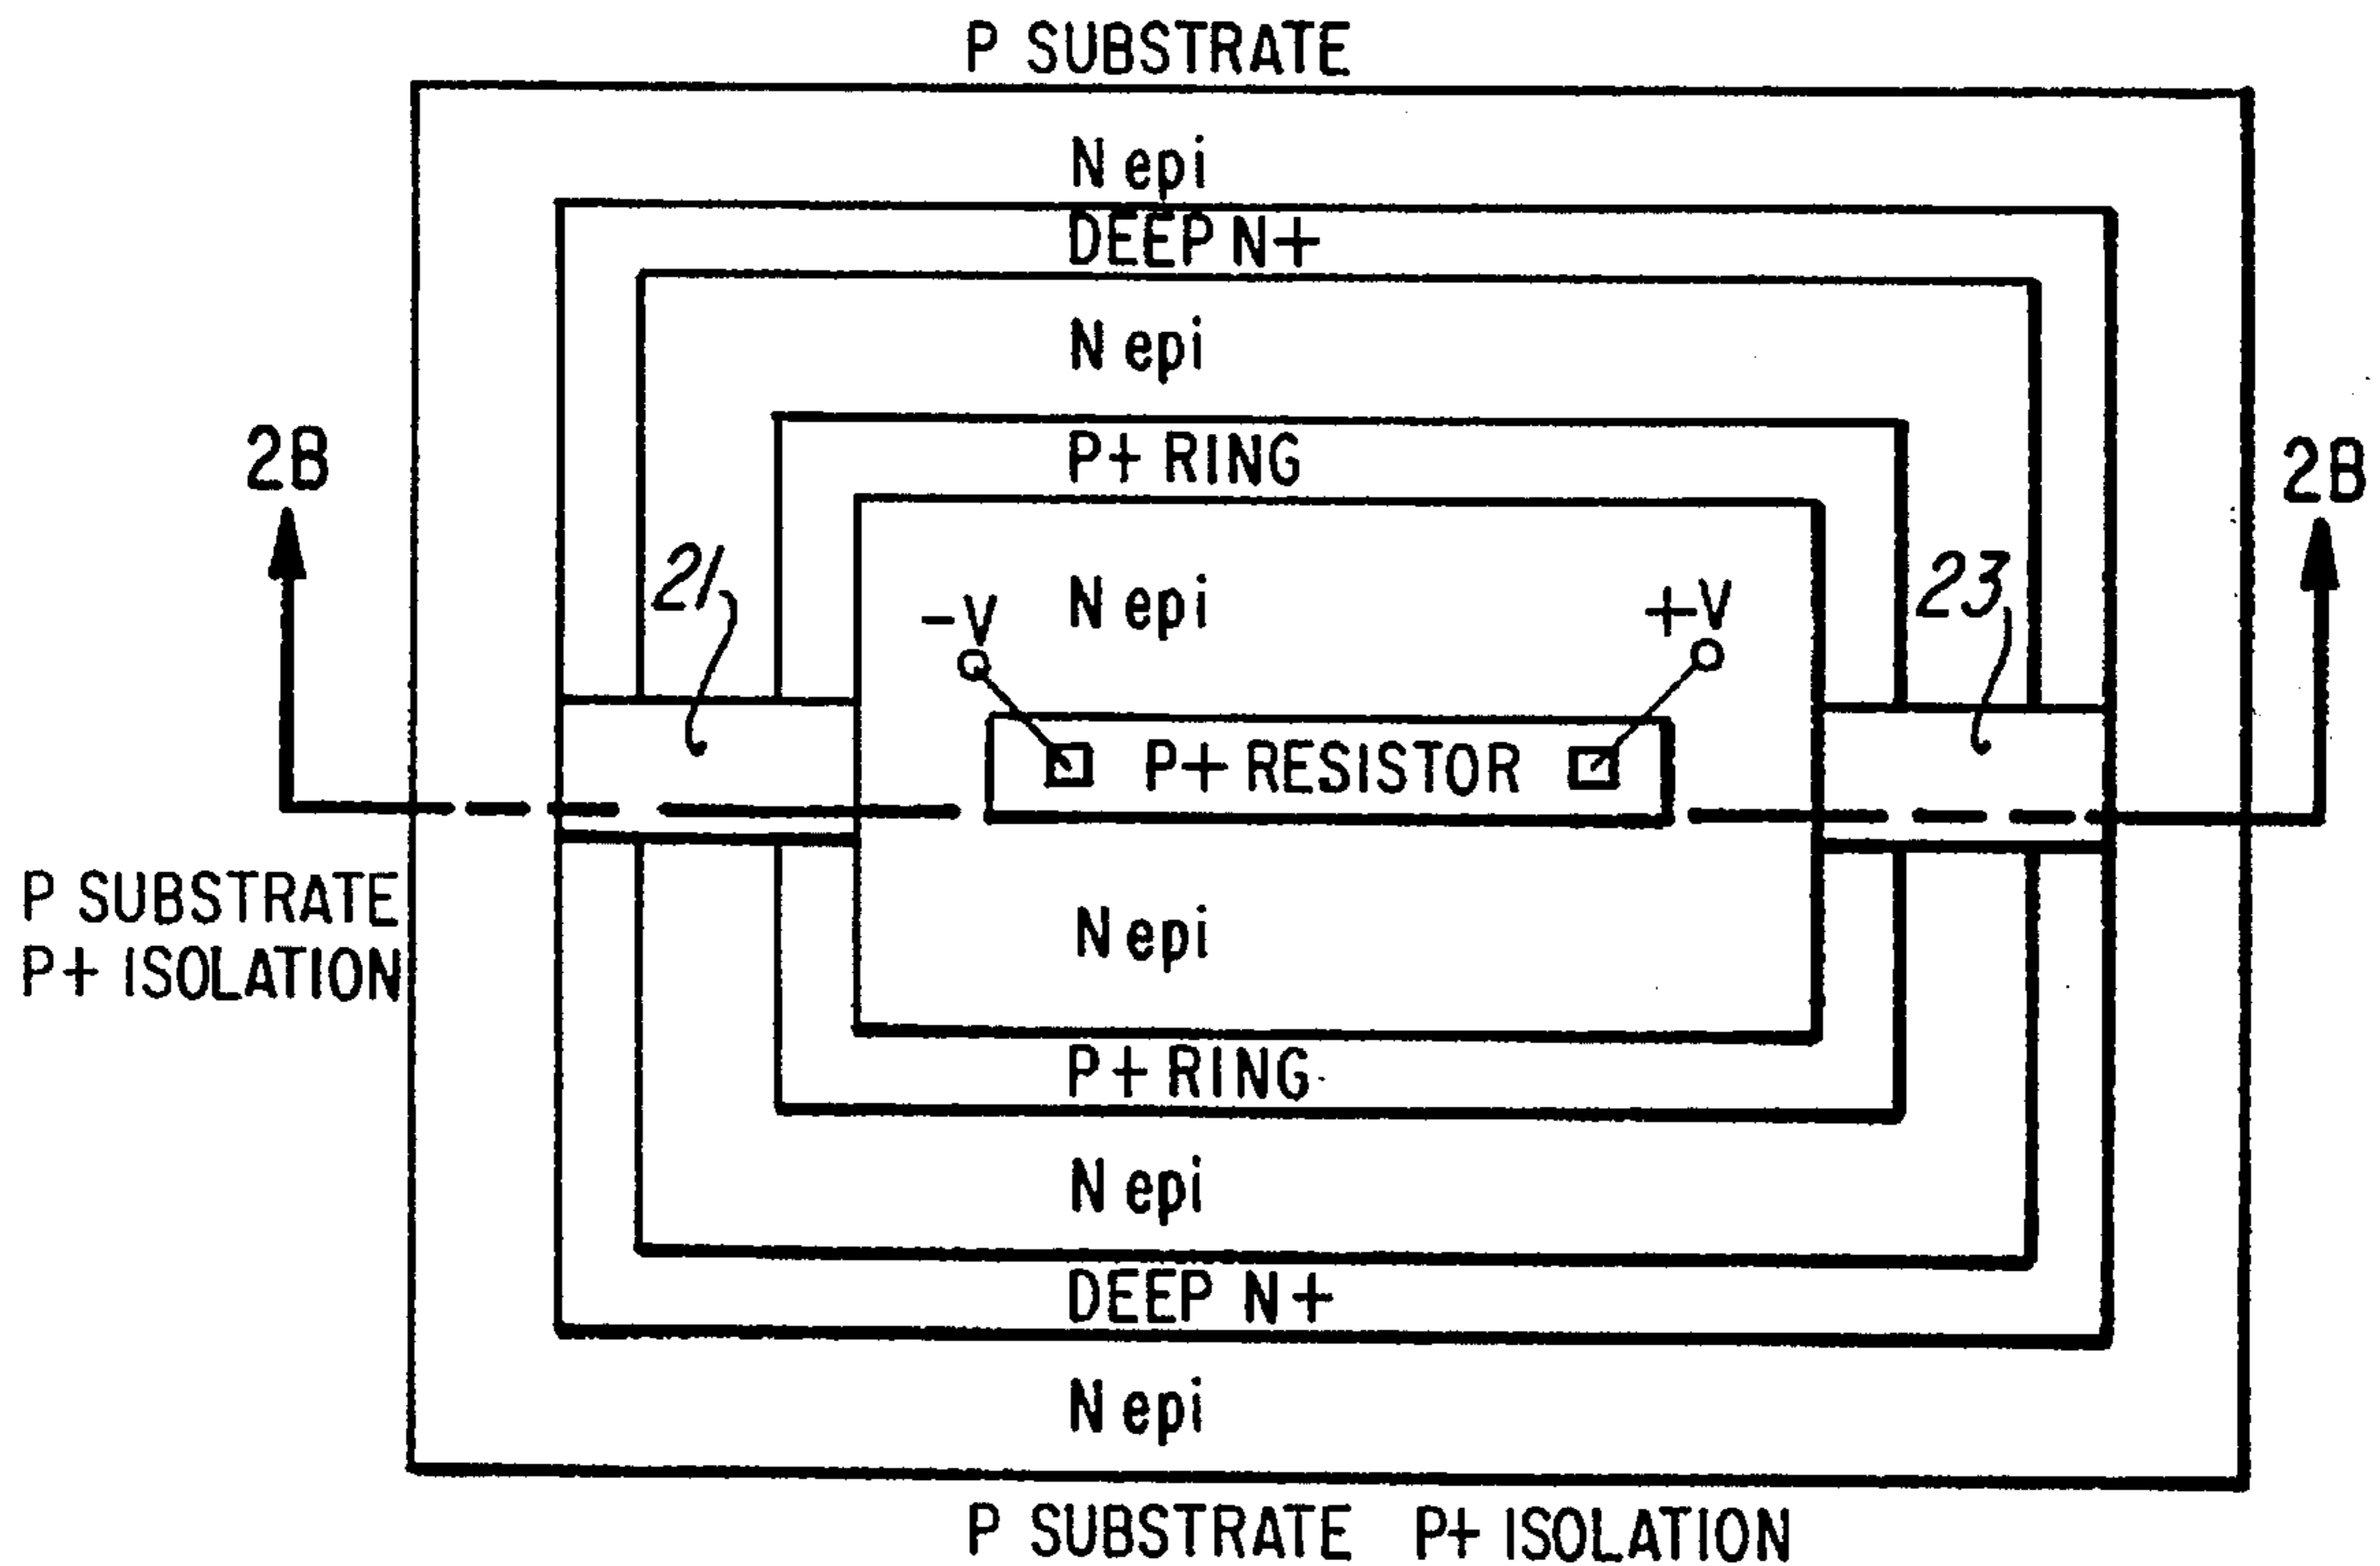 P SUBSTRATE
N epi
DEEP N+
N epi
P+ RING
2B
2B
21
23
N epi
-V
+V
P+ RESISTOR
P SUBSTRATE
P+ ISOLATION
N epi
P+ RING
N epi
DEEP N+
N epi
P SUBSTRATE P+ ISOLATION